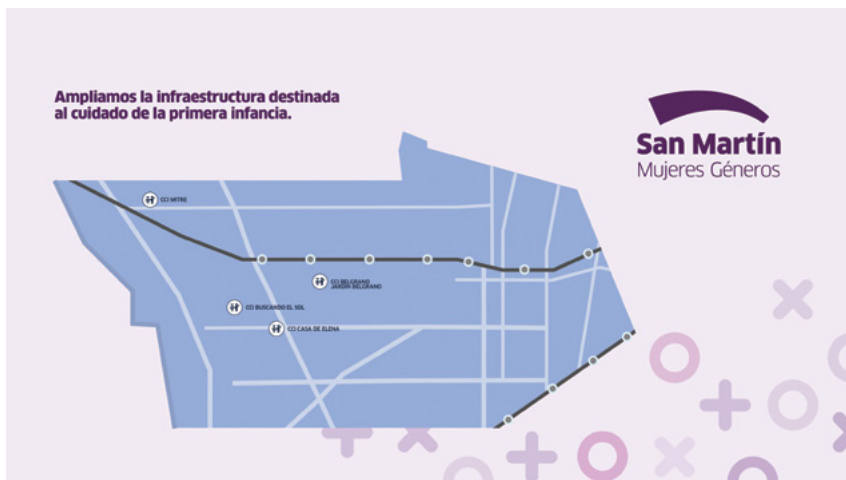 Ampliamos la infraestructura destinada
al cuidado de la primera infancia.
San Martín
Mujeres Géneros
CCI MITRE
CCI BELGRANO
JARDÍN BELGRANO
CCI BUSCANDO EL SOL
CCI CASA DE ELENA